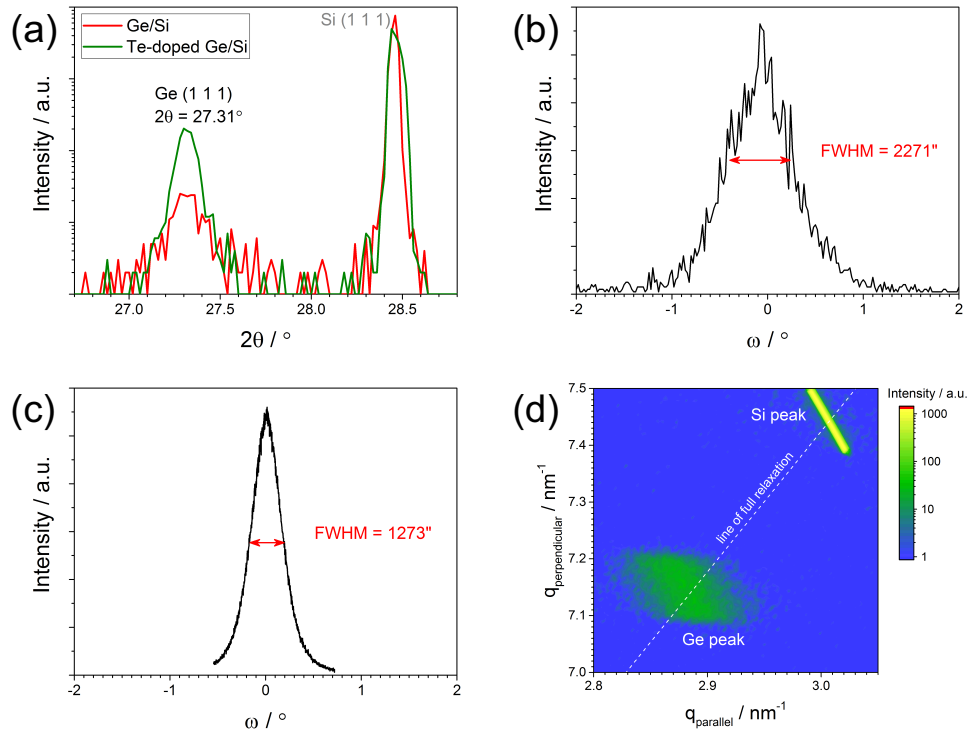 (a)
Ge/Si
Te-doped Ge/Si
Si (1 1 1)
Ge (1 1 1)
2θ = 27.31°
Intensity / a.u.
27.0 27.5 28.0 28.5
2θ / °
(b)
FWHM = 2271"
Intensity / a.u.
-2 -1 0 1 2
ω / °
(c)
FWHM = 1273"
Intensity / a.u.
-2 -1 0 1 2
ω / °
(d)
7.5
7.4
7.3
7.2
7.1
7.0
q perpendicular / nm-1
Si peak
line of full relaxation
Ge peak
2.8 2.9 3.0
q parallel / nm-1
Intensity / a.u.
1000
100
10
1